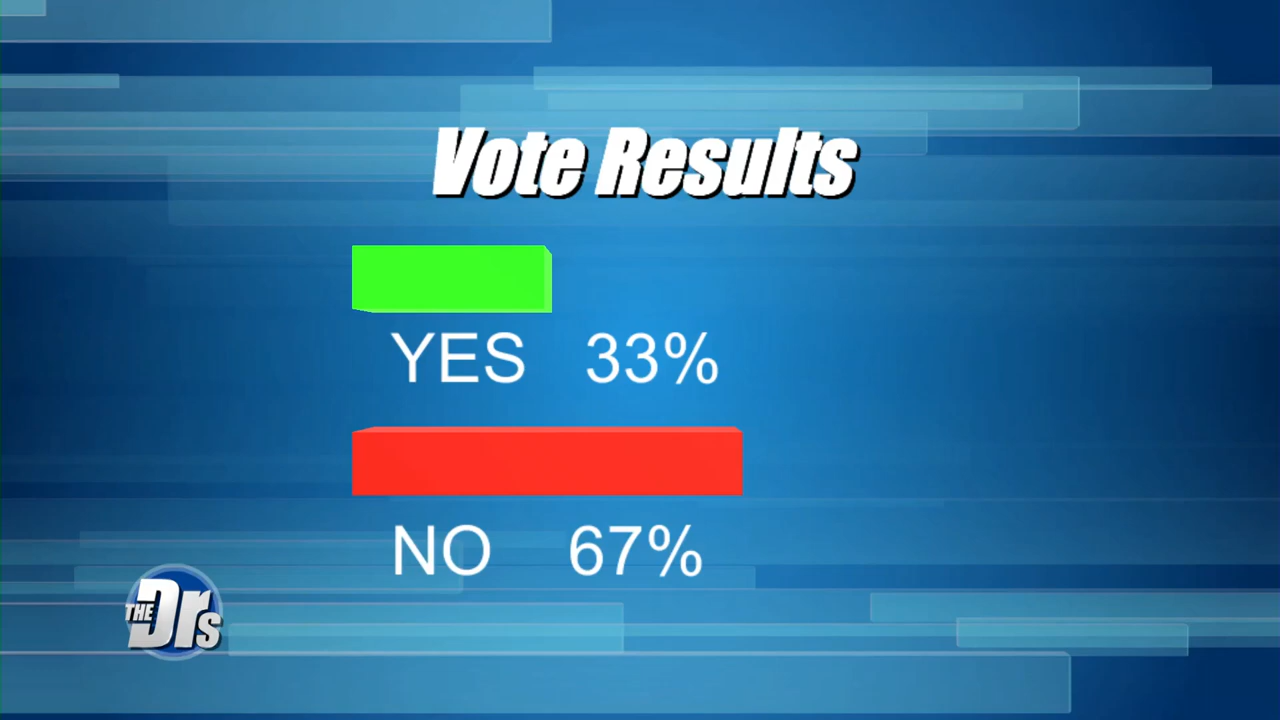 Vote Results
YES 33%
NO 67%
THE Drs